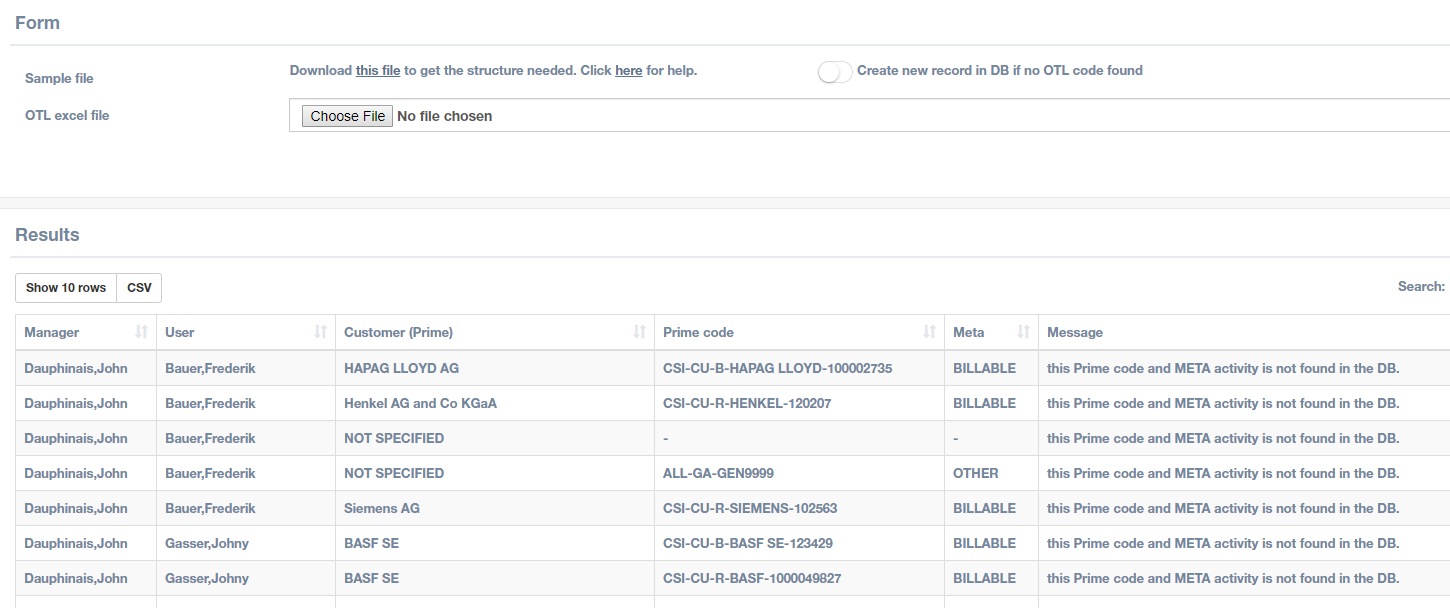 Form
Sample file
Download this file to get the structure needed. Click here for help.
Create new record in DB if no OTL code found
OTL excel file
Choose File No file chosen
Results
Show 10 rows CSV
Search:
Manager User Customer (Prime) Prime code Meta Message
Dauphinais,John Bauer,Frederik HAPAG LLOYD AG CSI-CU-B-HAPAG LLOYD-100002735 BILLABLE this Prime code and META activity is not found in the DB.
Dauphinais,John Bauer,Frederik Henkel AG and Co KGaA CSI-CU-R-HENKEL-120207 BILLABLE this Prime code and META activity is not found in the DB.
Dauphinais,John Bauer,Frederik NOT SPECIFIED - - this Prime code and META activity is not found in the DB.
Dauphinais,John Bauer,Frederik NOT SPECIFIED ALL-GA-GEN9999 OTHER this Prime code and META activity is not found in the DB.
Dauphinais,John Bauer,Frederik Siemens AG CSI-CU-R-SIEMENS-102563 BILLABLE this Prime code and META activity is not found in the DB.
Dauphinais,John Gasser,Johny BASF SE CSI-CU-B-BASF SE-123429 BILLABLE this Prime code and META activity is not found in the DB.
Dauphinais,John Gasser,Johny BASF SE CSI-CU-R-BASF-1000049827 BILLABLE this Prime code and META activity is not found in the DB.